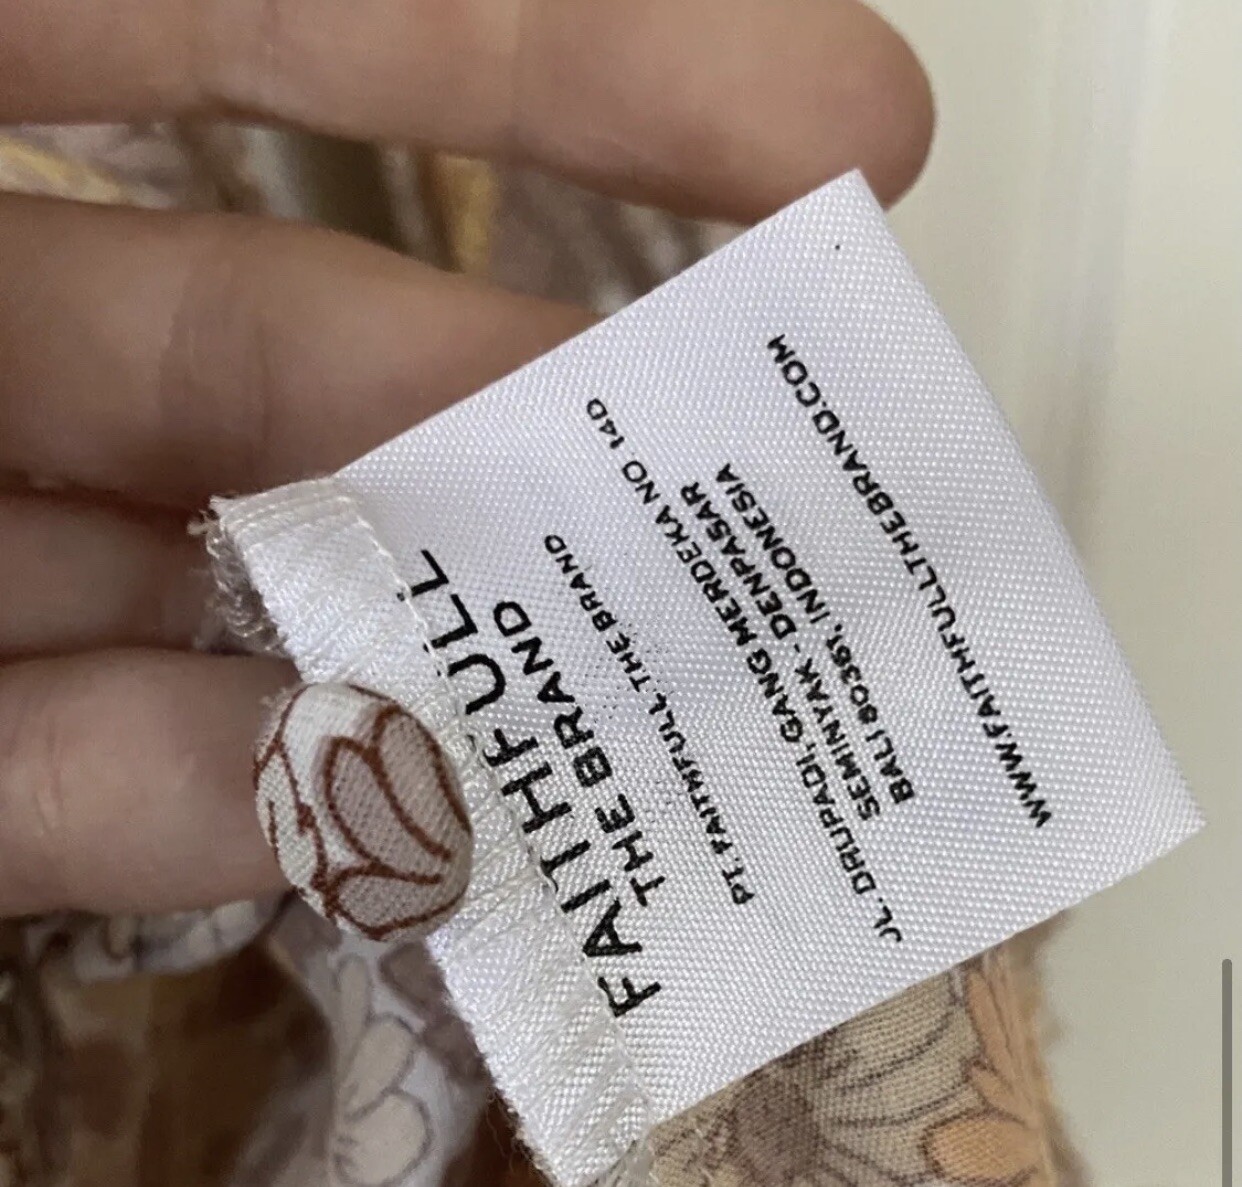 FAITHFULL
THE BRAND
PT. FAITHFULL THE BRAND
JL. DRUPADI, GANG MERDEKA NO 14D
SEMINYAK - DENPASAR
BALI 80361, INDONESIA
WWW.FAITHFULLTHEBRAND.COM